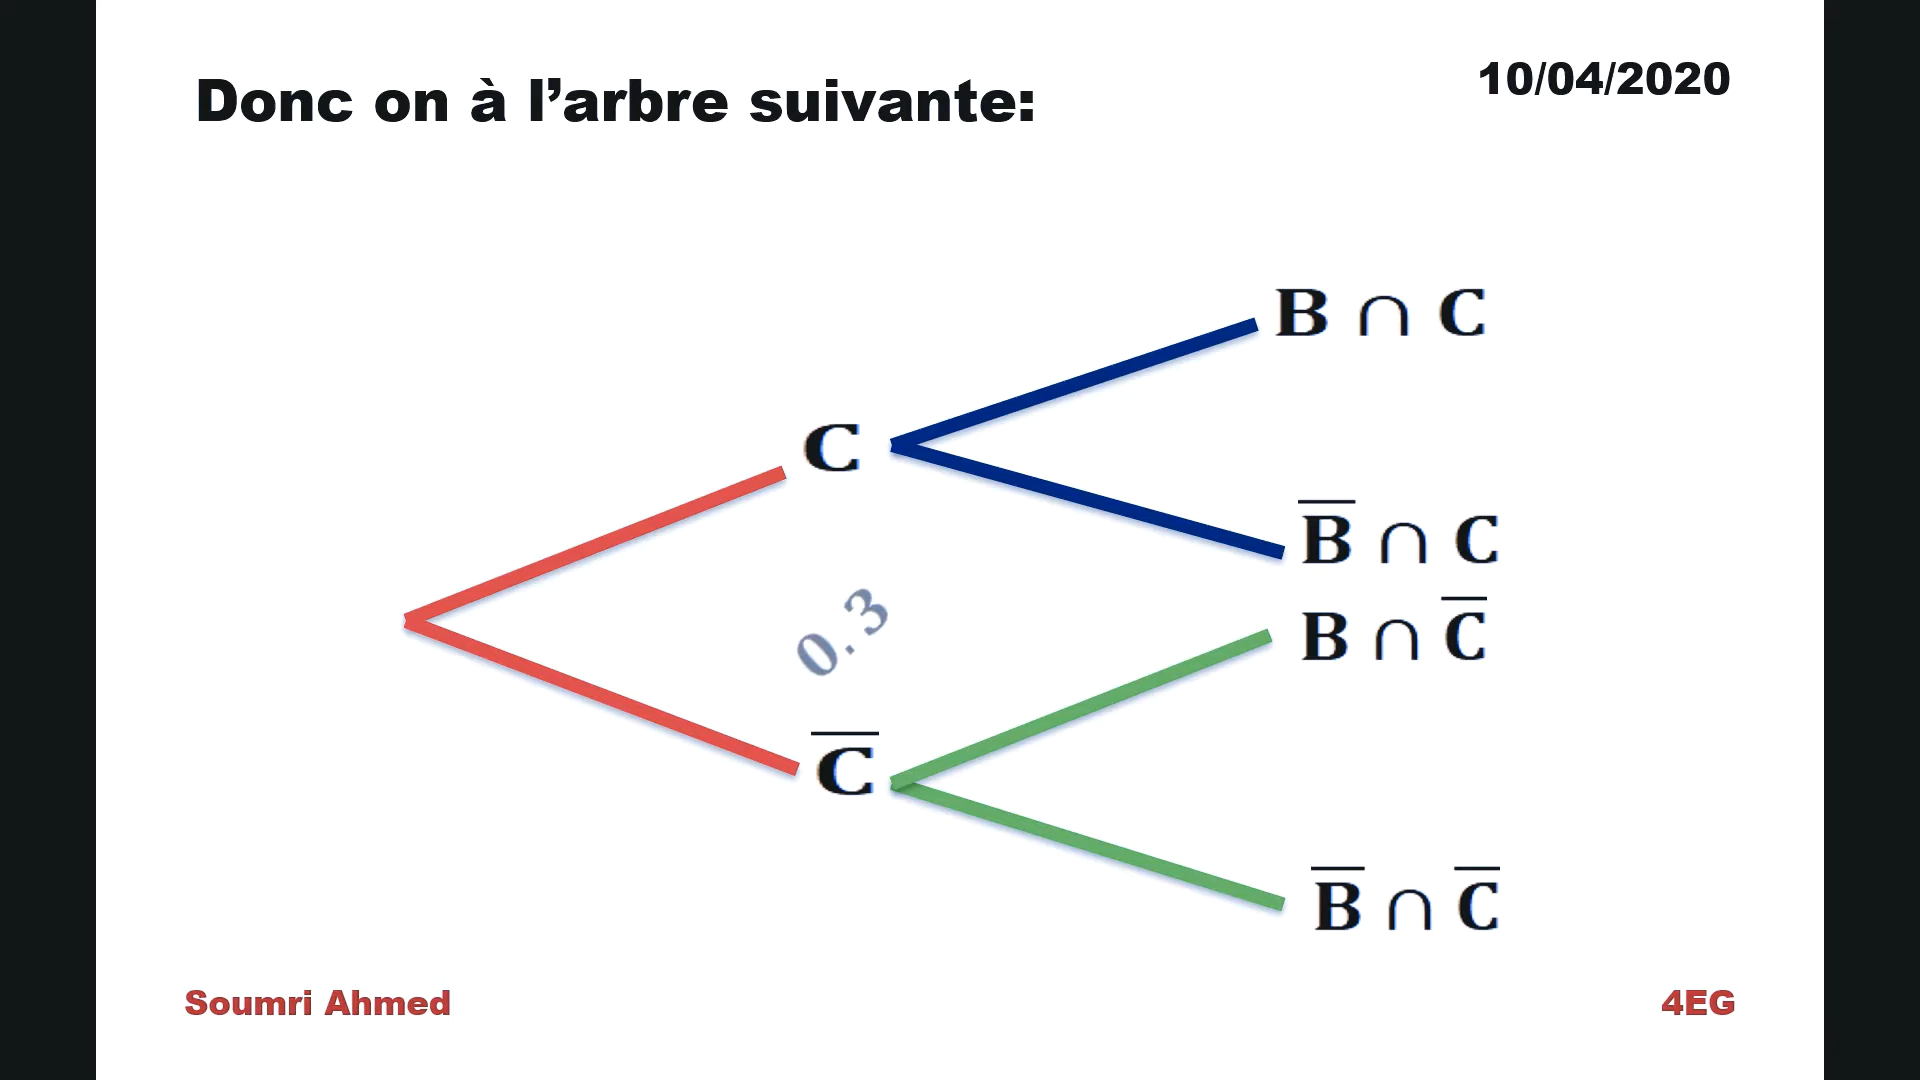 Donc on à l’arbre suivante:
10/04/2020
B ∩ C
C
B̅ ∩ C
0.3
B ∩ C̅
C̅
B̅ ∩ C̅
Soumri Ahmed
4EG